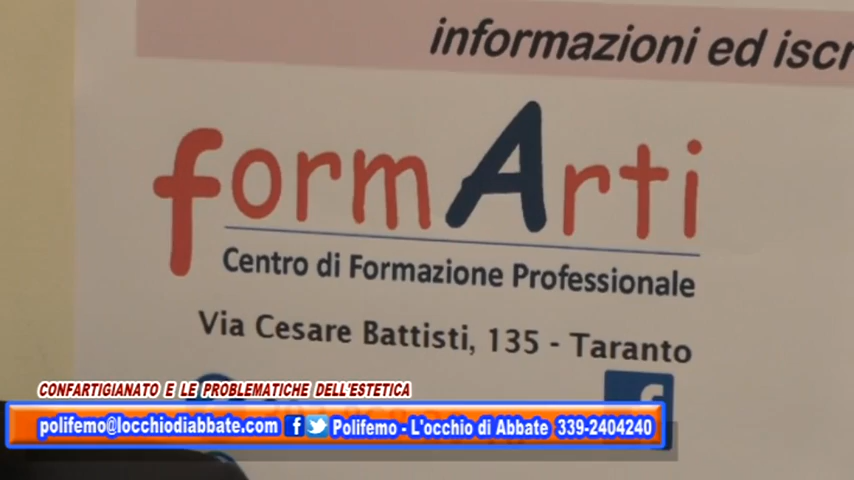 informazioni ed iscr
formArti
Centro di Formazione Professionale
Via Cesare Battisti, 135 - Taranto
CONFARTIGIANATO E LE PROBLEMATICHE DELL'ESTETICA
polifemo@locchiodiabbate.com f Polifemo - L'occhio di Abbate 339-2404240